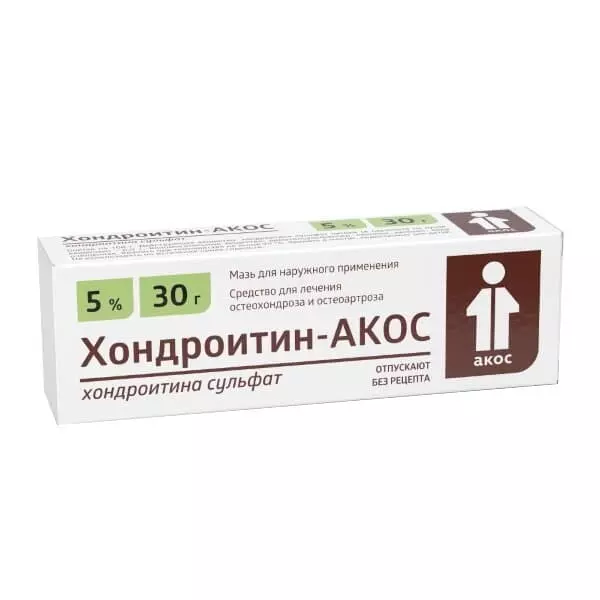 Хондроитин-АКОС
хондроитина сульфат
5 % 30 г
акос
5 % 30 г
Мазь для наружного применения
Средство для лечения
остеохондроза и остеоартроза
Хондроитин-АКОС
хондроитина сульфат
ОТПУСКАЮТ
БЕЗ РЕЦЕПТА
акос